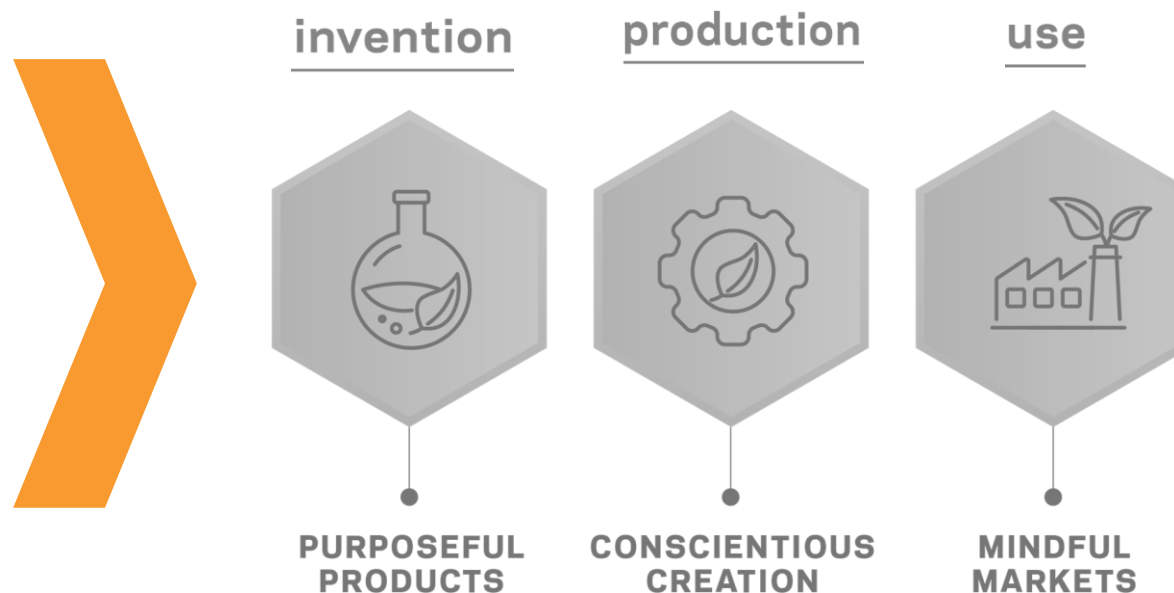 invention
production
use
PURPOSEFUL
PRODUCTS
CONSCIENTIOUS
CREATION
MINDFUL
MARKETS